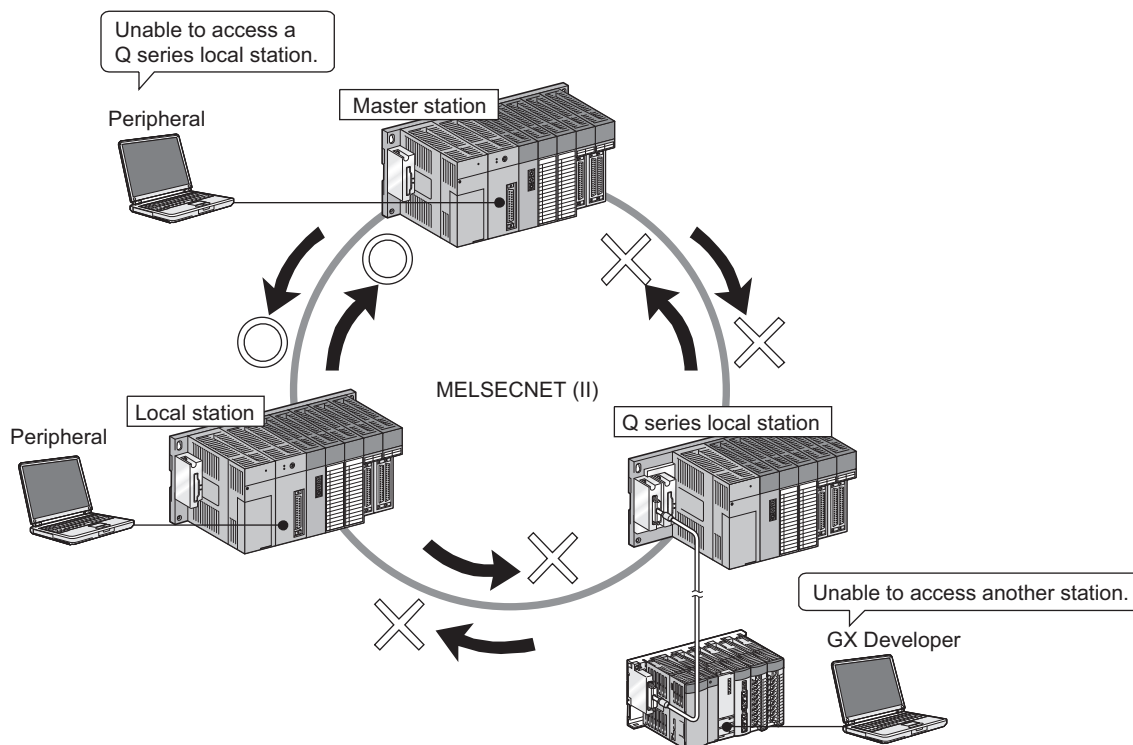 Unable to access a
Q series local station.
Peripheral
Master station
MELSECNET (II)
Local station
Peripheral
Q series local station
Unable to access another station.
GX Developer